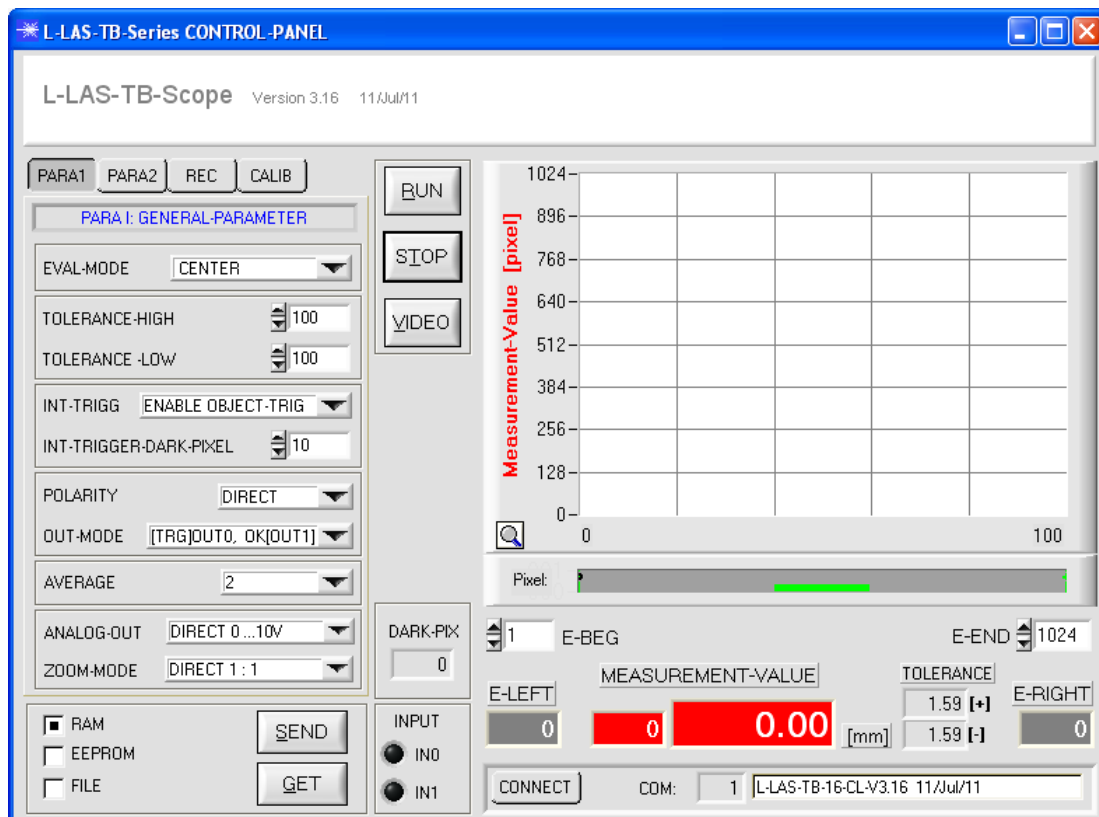 L-LAS-TB-Series CONTROL-PANEL
L-LAS-TB-Scope Version 3.16 11/Jul/11
PARA1 PARA2 REC CALIB
PARA I: GENERAL-PARAMETER
EVAL-MODE CENTER
TOLERANCE-HIGH 100
TOLERANCE -LOW 100
INT-TRIGG ENABLE OBJECT-TRIG
INT-TRIGGER-DARK-PIXEL 10
POLARITY DIRECT
OUT-MODE [TRG]OUT0, OK[OUT1]
AVERAGE 2
ANALOG-OUT DIRECT 0 ...10V
ZOOM-MODE DIRECT 1 : 1
RAM
EEPROM
FILE
SEND
GET
RUN
STOP
VIDEO
DARK-PIX
0
INPUT
IN0
IN1
Measurement-Value [pixel]
1024
896
768
640
512
384
256
128
0
0 100
Pixel:
1 E-BEG E-END 1024
MEASUREMENT-VALUE TOLERANCE
E-LEFT 1.59 [+] E-RIGHT
0 0 0.00 [mm] 1.59 [-] 0
CONNECT COM: 1 L-LAS-TB-16-CL-V3.16 11/Jul/11